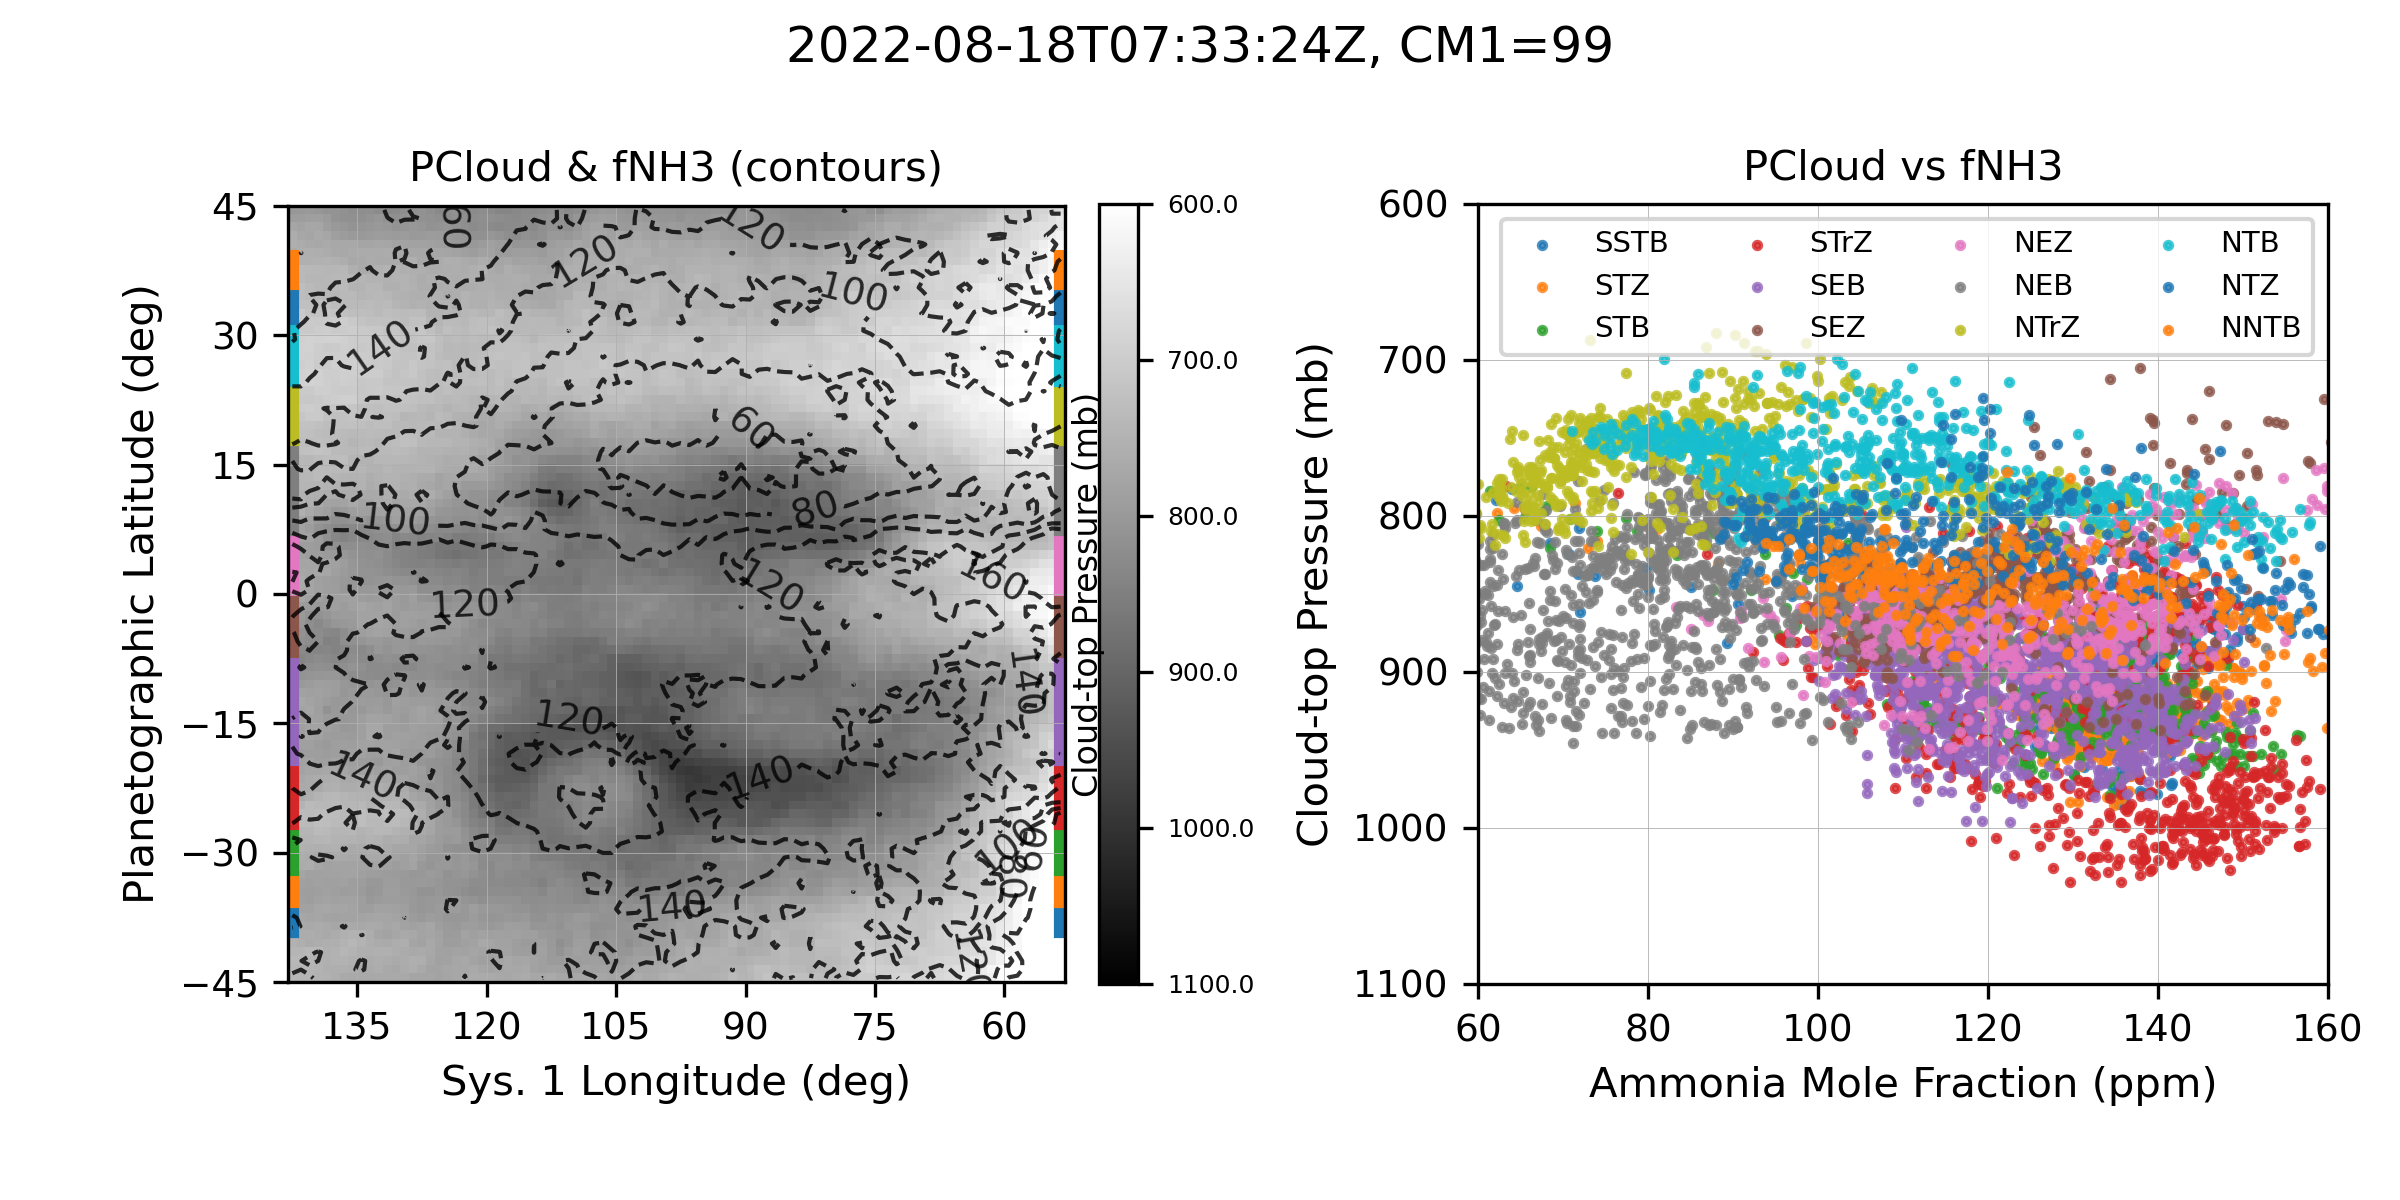 2022-08-18T07:33:24Z, CM1=99
PCloud & fNH3 (contours)
45
30
15
0
−15
−30
−45
Planetographic Latitude (deg)
135
120
105
90
75
60
Sys. 1 Longitude (deg)
60
120
120
100
140
60
80
100
160
120
120
140
120
140
140
100
60
80
140
120
600.0
700.0
800.0
900.0
1000.0
1100.0
Cloud-top Pressure (mb)
PCloud vs fNH3
SSTB
STZ
STB
STrZ
SEB
SEZ
NEZ
NEB
NTrZ
NTB
NTZ
NNTB
600
700
800
900
1000
1100
Cloud-top Pressure (mb)
60
80
100
120
140
160
Ammonia Mole Fraction (ppm)